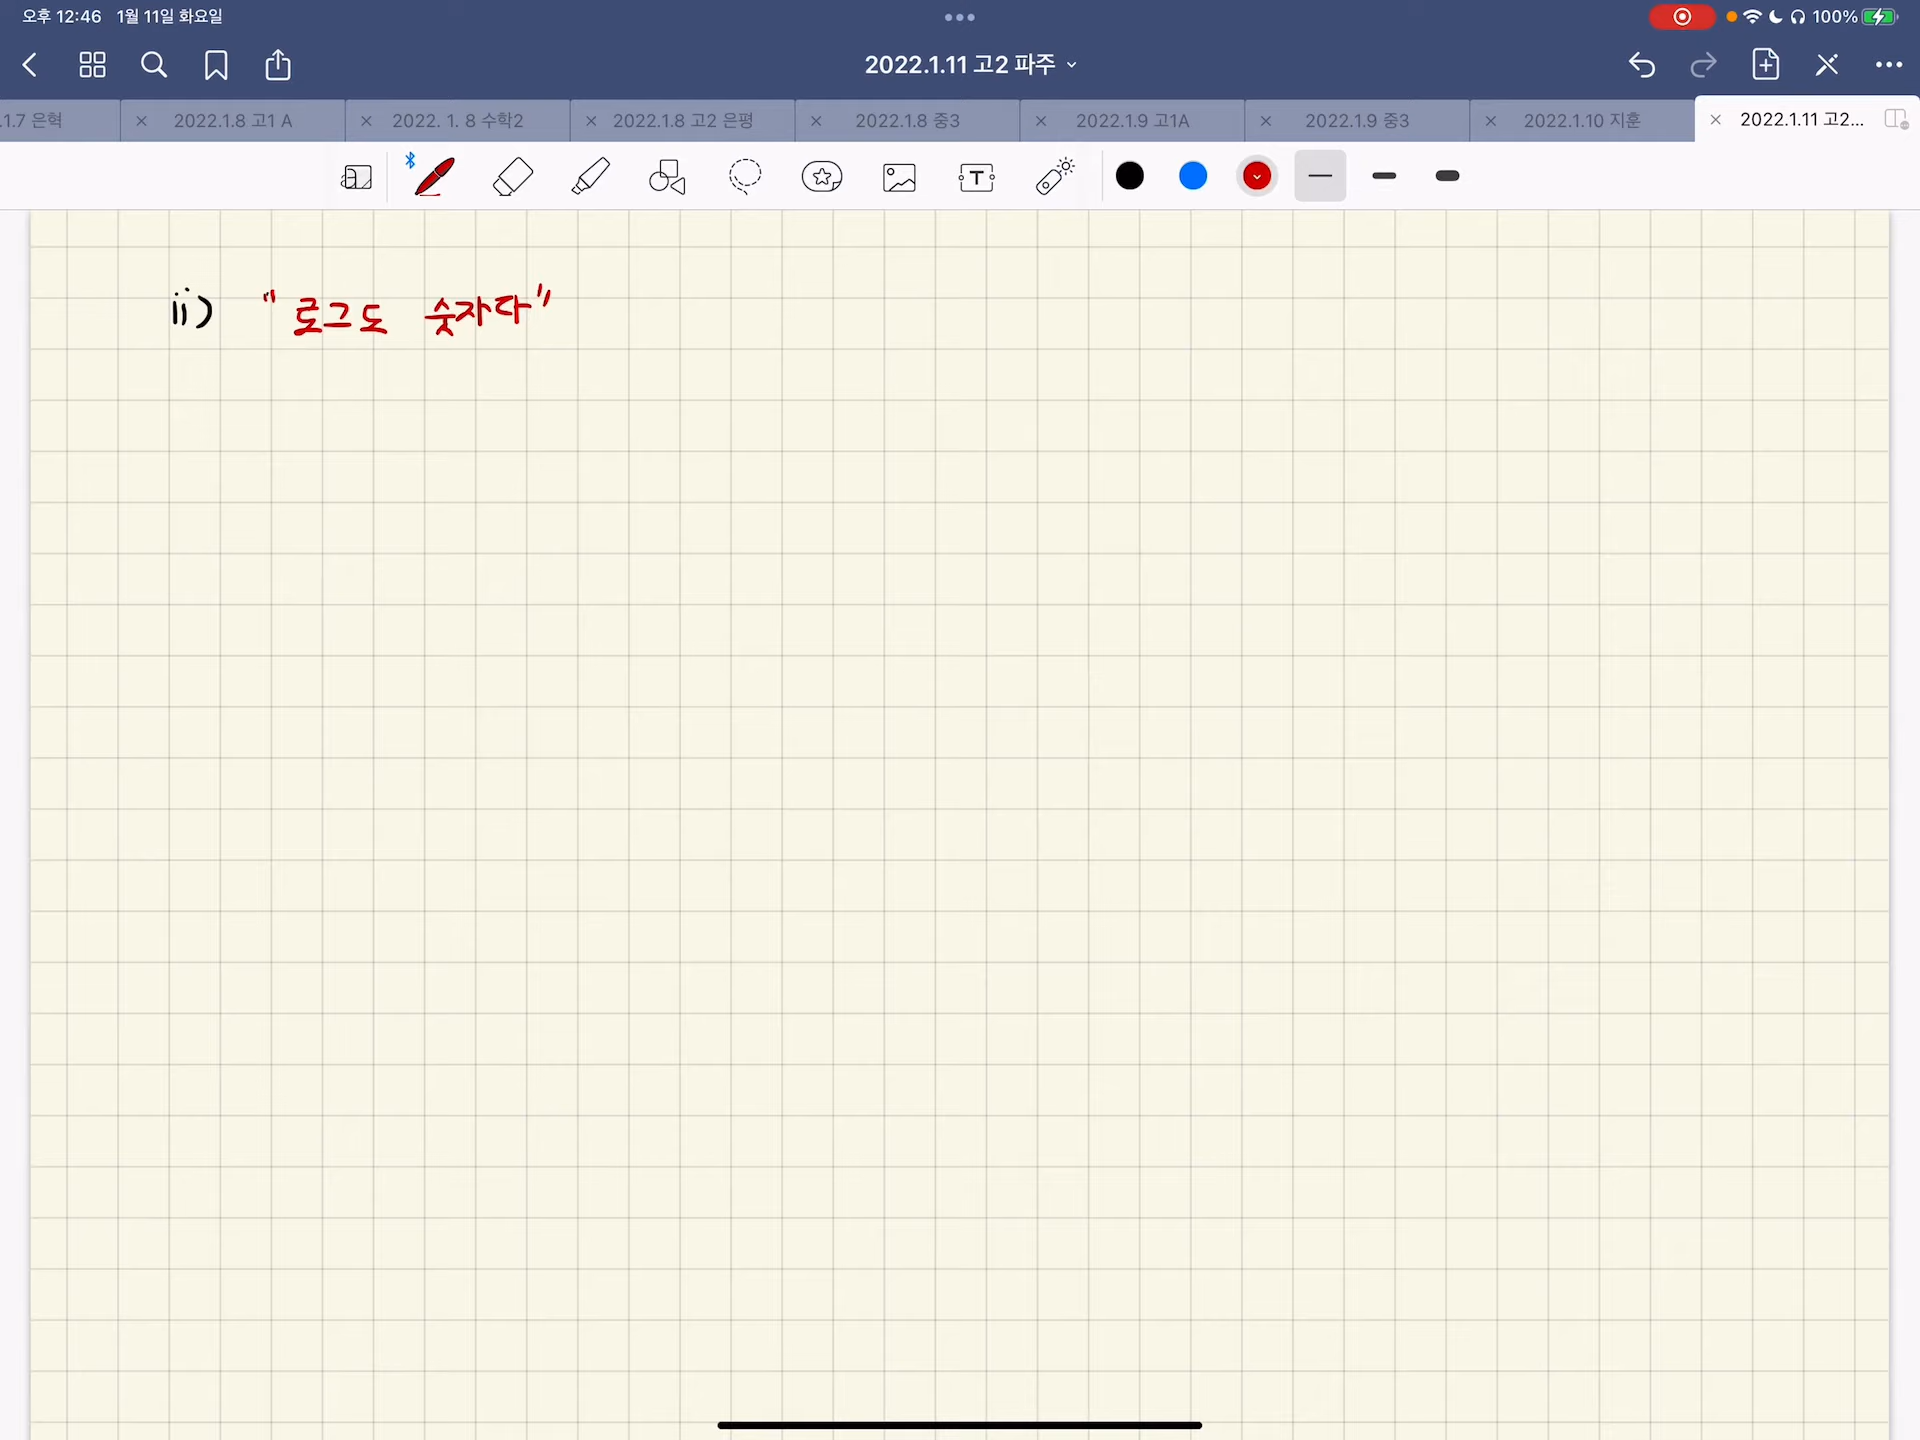 오후 12:46 1월 11일 화요일 100%
2022.1.11 고2 파주
.1.7 은혁 2022.1.8 고1 A 2022. 1. 8 수학2 2022.1.8 고2 은평 2022.1.8 중3 2022.1.9 고1A 2022.1.9 중3 2022.1.10 지훈 2022.1.11 고2...
ii) "로그도 숫자다"